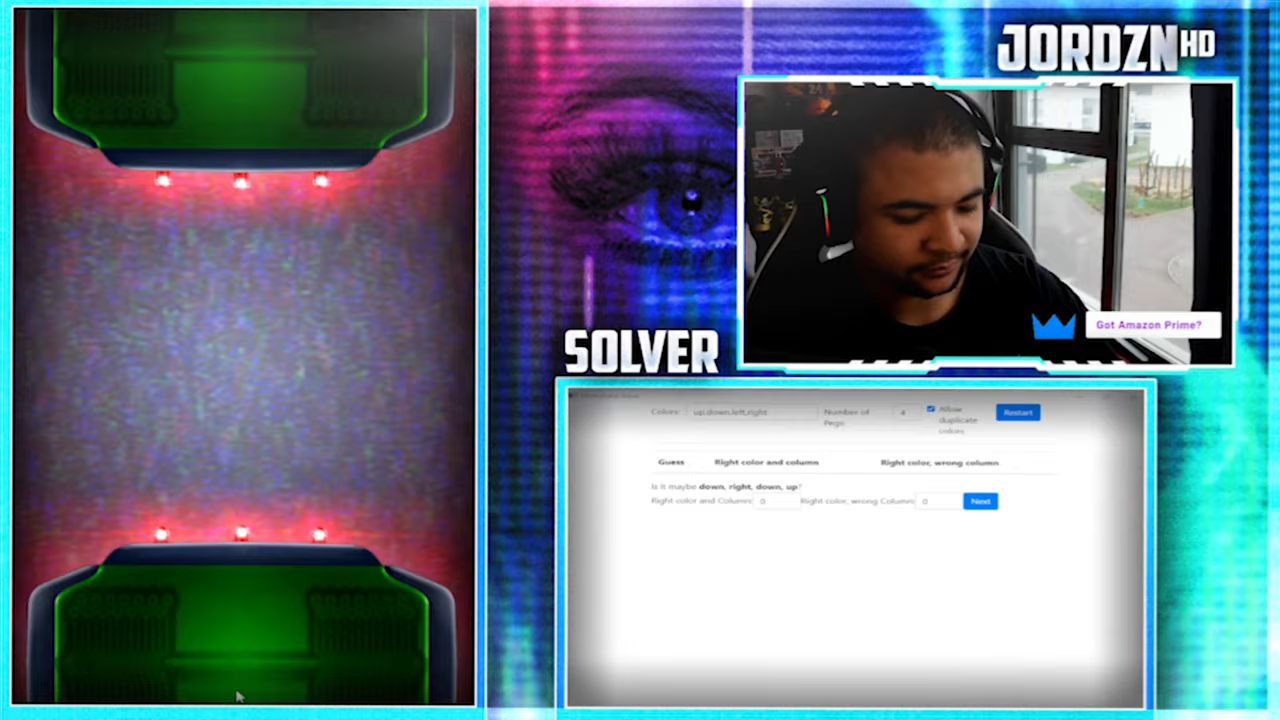 JORDZN HD
Got Amazon Prime?
SOLVER
Colors: up,down,left,right Number of Pegs: 4 Allow duplicate colors Restart
Guess Right color and column Right color, wrong column
Is it maybe down, right, down, up?
Right color and Column: 0 Right color, wrong Column: 0 Next